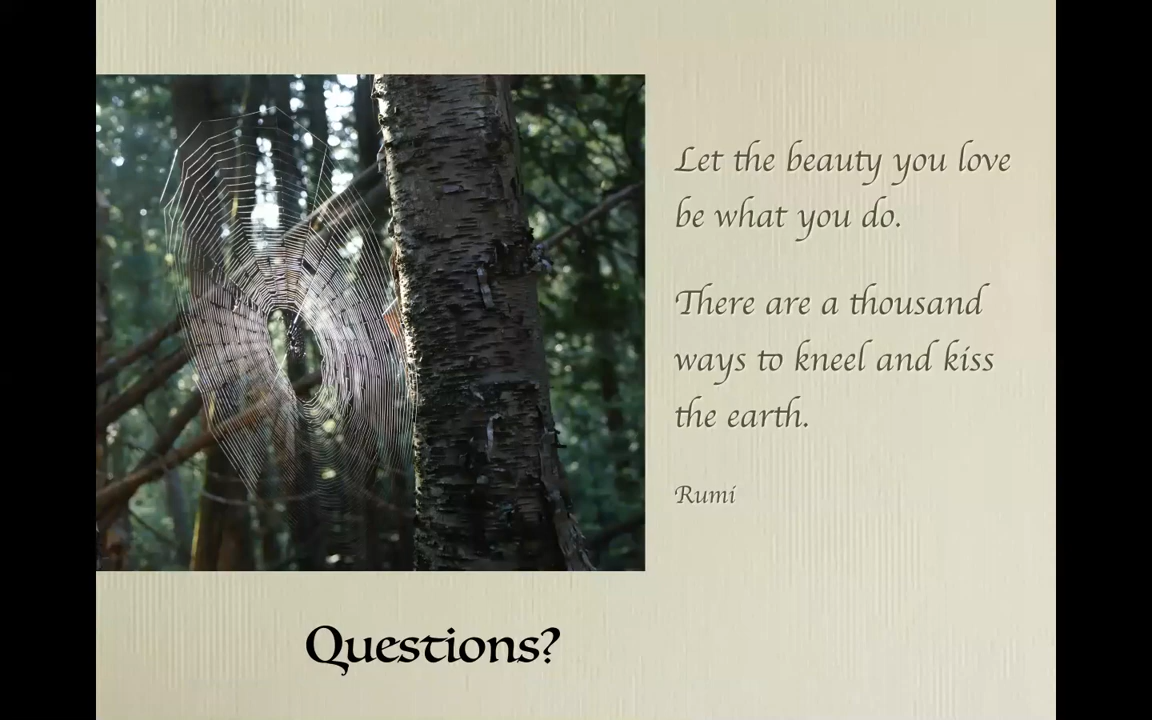 Let the beauty you love
be what you do.
There are a thousand
ways to kneel and kiss
the earth.
Rumi
Questions?